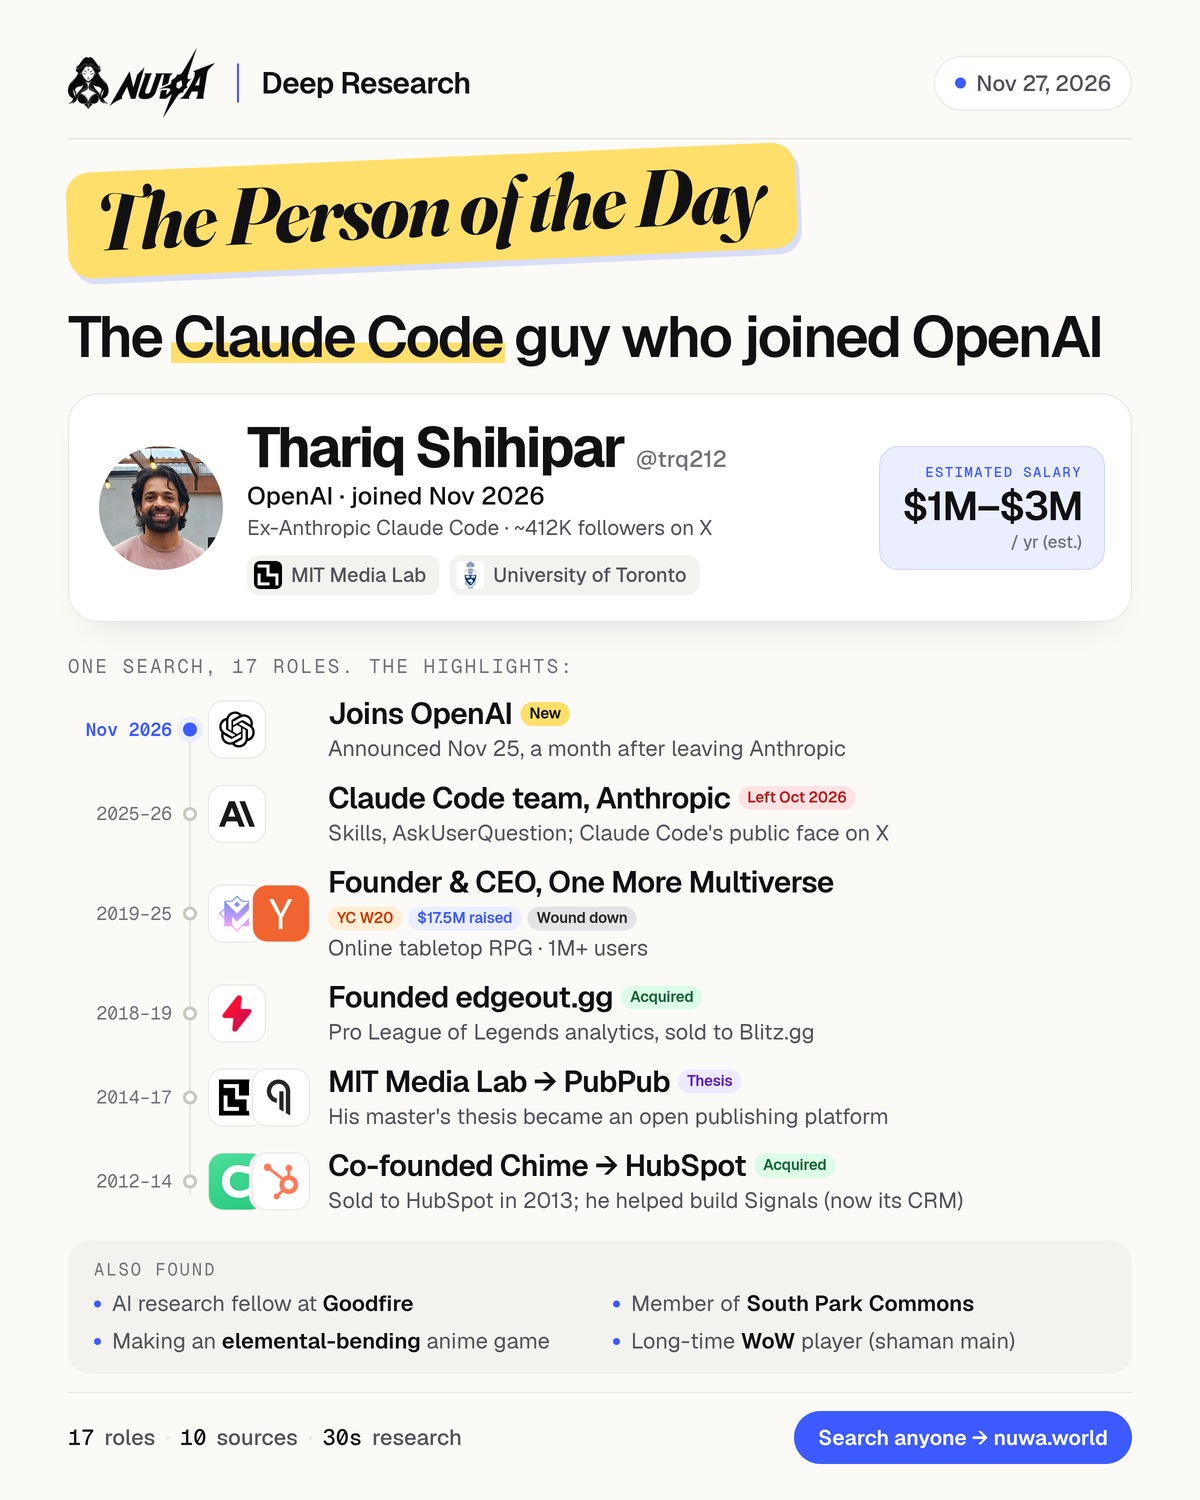 NUWA
Deep Research
Nov 27, 2026
The Person of the Day
The Claude Code guy who joined OpenAI
Thariq Shihipar @trq212
OpenAI · joined Nov 2026
Ex-Anthropic Claude Code · ~412K followers on X
MIT Media Lab
University of Toronto
ESTIMATED SALARY
$1M–$3M
/ yr (est.)
ONE SEARCH, 17 ROLES. THE HIGHLIGHTS:
Nov 2026
Joins OpenAI New
Announced Nov 25, a month after leaving Anthropic
2025-26
Claude Code team, Anthropic Left Oct 2026
Skills, AskUserQuestion; Claude Code's public face on X
2019-25
Founder & CEO, One More Multiverse
YC W20 $17.5M raised Wound down
Online tabletop RPG · 1M+ users
2018-19
Founded edgeout.gg Acquired
Pro League of Legends analytics, sold to Blitz.gg
2014-17
MIT Media Lab → PubPub Thesis
His master's thesis became an open publishing platform
2012-14
Co-founded Chime → HubSpot Acquired
Sold to HubSpot in 2013; he helped build Signals (now its CRM)
ALSO FOUND
• AI research fellow at Goodfire
• Member of South Park Commons
• Making an elemental-bending anime game
• Long-time WoW player (shaman main)
17 roles · 10 sources · 30s research
Search anyone → nuwa.world